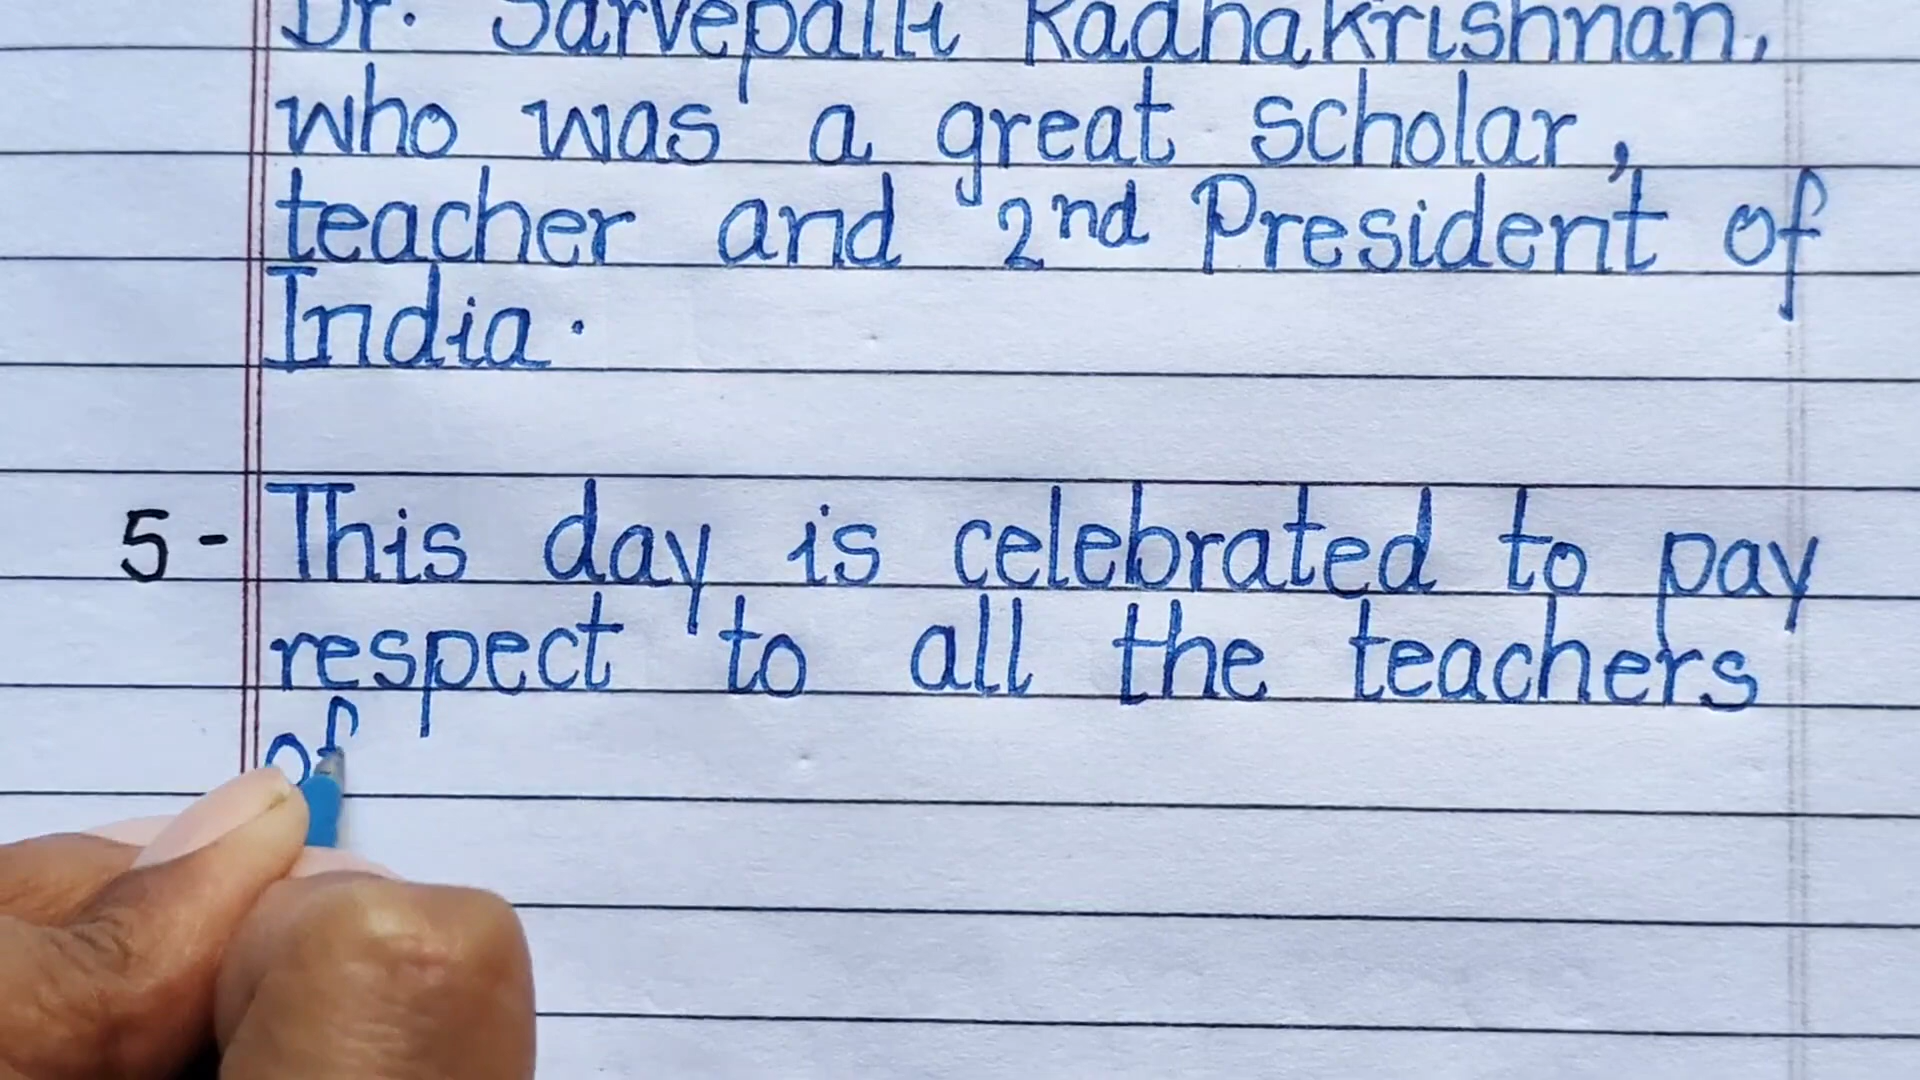 Dr. Sarvepalli Radhakrishnan,
who was a great scholar,
teacher and 2nd President of
India.
5- This day is celebrated to pay
respect to all the teachers
of